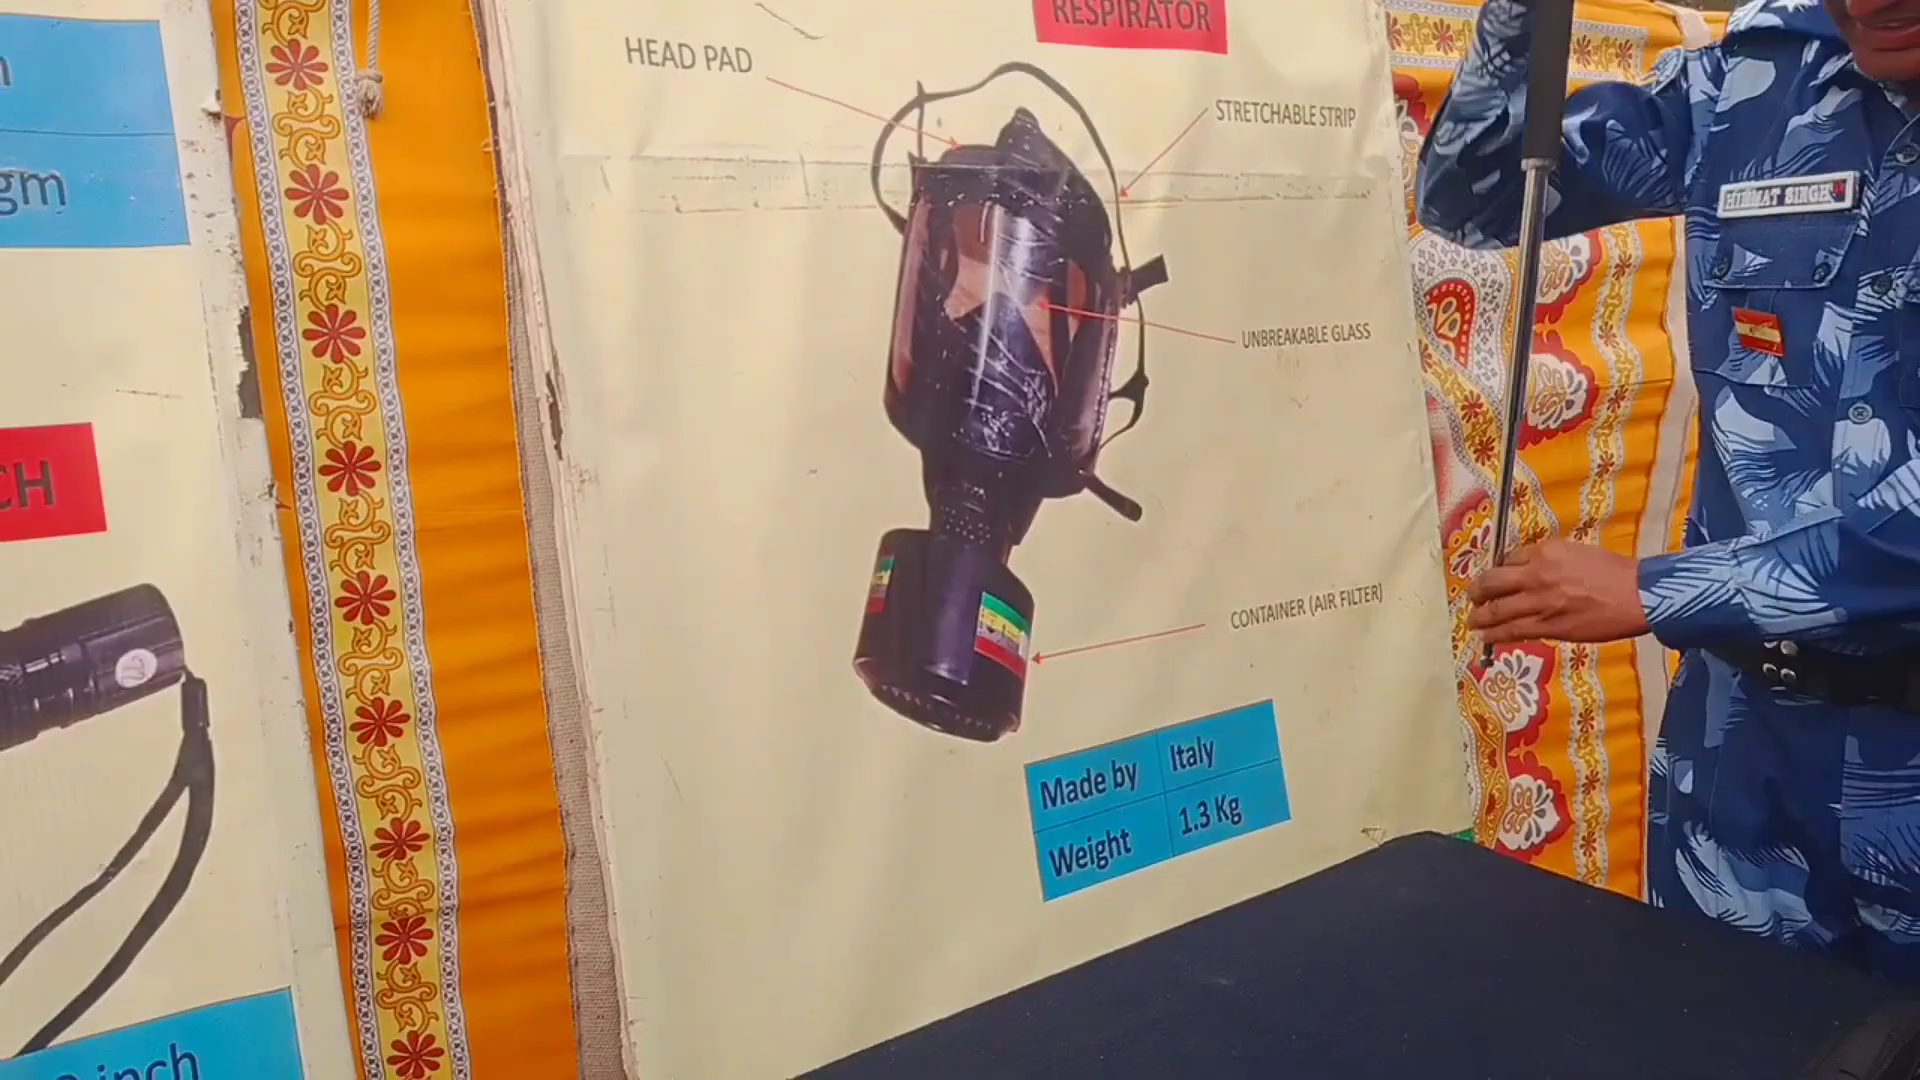 RESPIRATOR
HEAD PAD
STRETCHABLE STRIP
UNBREAKABLE GLASS
CONTAINER (AIR FILTER)
Made by Italy
Weight 1.3 Kg
gm
CH
inch
HIMMAT SINGH